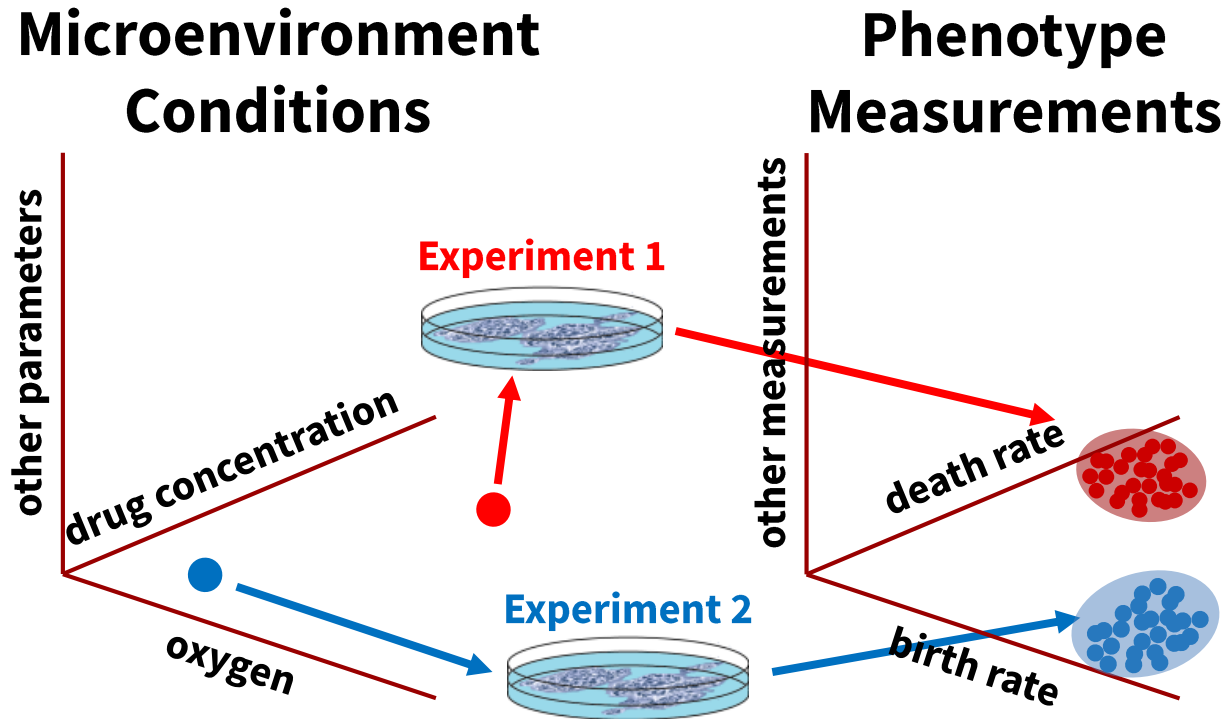 Microenvironment
Conditions
Phenotype
Measurements
other parameters
drug concentration
oxygen
Experiment 1
Experiment 2
other measurements
death rate
birth rate